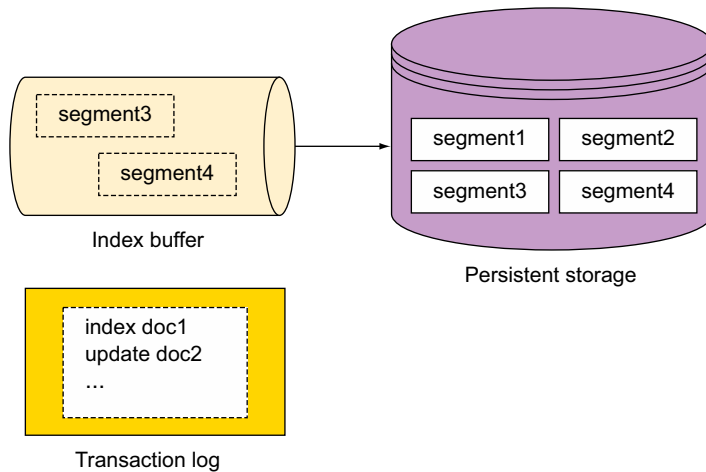 segment3
segment4
Index buffer
segment1
segment2
segment3
segment4
Persistent storage
index doc1
update doc2
...
Transaction log